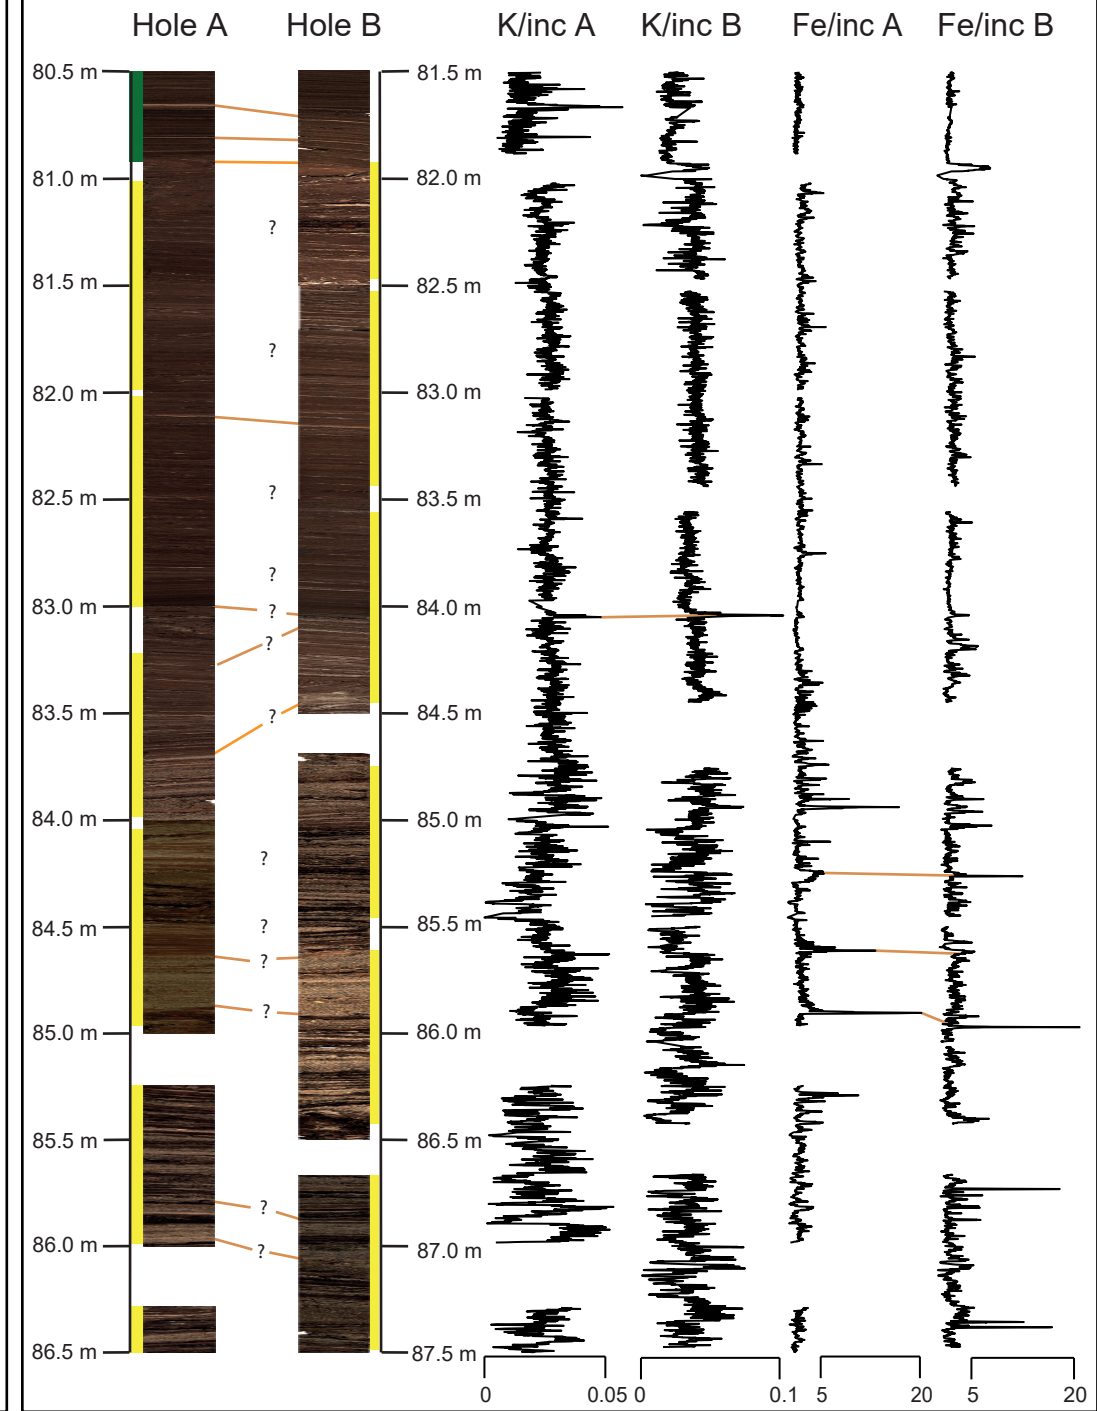 Hole A Hole B K/inc A K/inc B Fe/inc A Fe/inc B
80.5 m 81.5 m
81.0 m 82.0 m
?
81.5 m 82.5 m
?
82.0 m 83.0 m
82.5 m ? 83.5 m
?
83.0 m ? 84.0 m
?
83.5 m ? 84.5 m
84.0 m 85.0 m
?
84.5 m ? 85.5 m
?
?
85.0 m 86.0 m
85.5 m 86.5 m
?
86.0 m ? 87.0 m
86.5 m 87.5 m
0 0.05 0 0.1 5 20 5 20